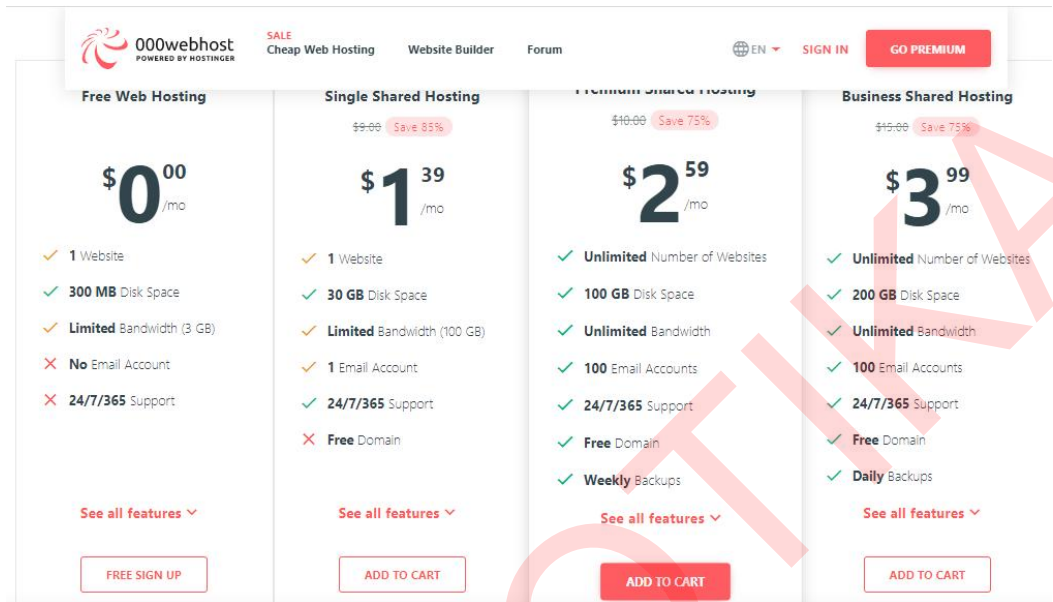 000webhost
POWERED BY HOSTINGER
SALE
Cheap Web Hosting
Website Builder
Forum
EN
SIGN IN
GO PREMIUM
Free Web Hosting
$0.00
/mo
1 Website
300 MB Disk Space
Limited Bandwidth (3 GB)
No Email Account
24/7/365 Support
See all features
FREE SIGN UP
Single Shared Hosting
$9.00 Save 85%
$1.39
/mo
1 Website
30 GB Disk Space
Limited Bandwidth (100 GB)
1 Email Account
24/7/365 Support
Free Domain
See all features
ADD TO CART
Premium Shared Hosting
$10.00 Save 75%
$2.59
/mo
Unlimited Number of Websites
100 GB Disk Space
Unlimited Bandwidth
100 Email Accounts
24/7/365 Support
Free Domain
Weekly Backups
See all features
ADD TO CART
Business Shared Hosting
$15.00 Save 75%
$3.99
/mo
Unlimited Number of Websites
200 GB Disk Space
Unlimited Bandwidth
100 Email Accounts
24/7/365 Support
Free Domain
Daily Backups
See all features
ADD TO CART
OTIKA